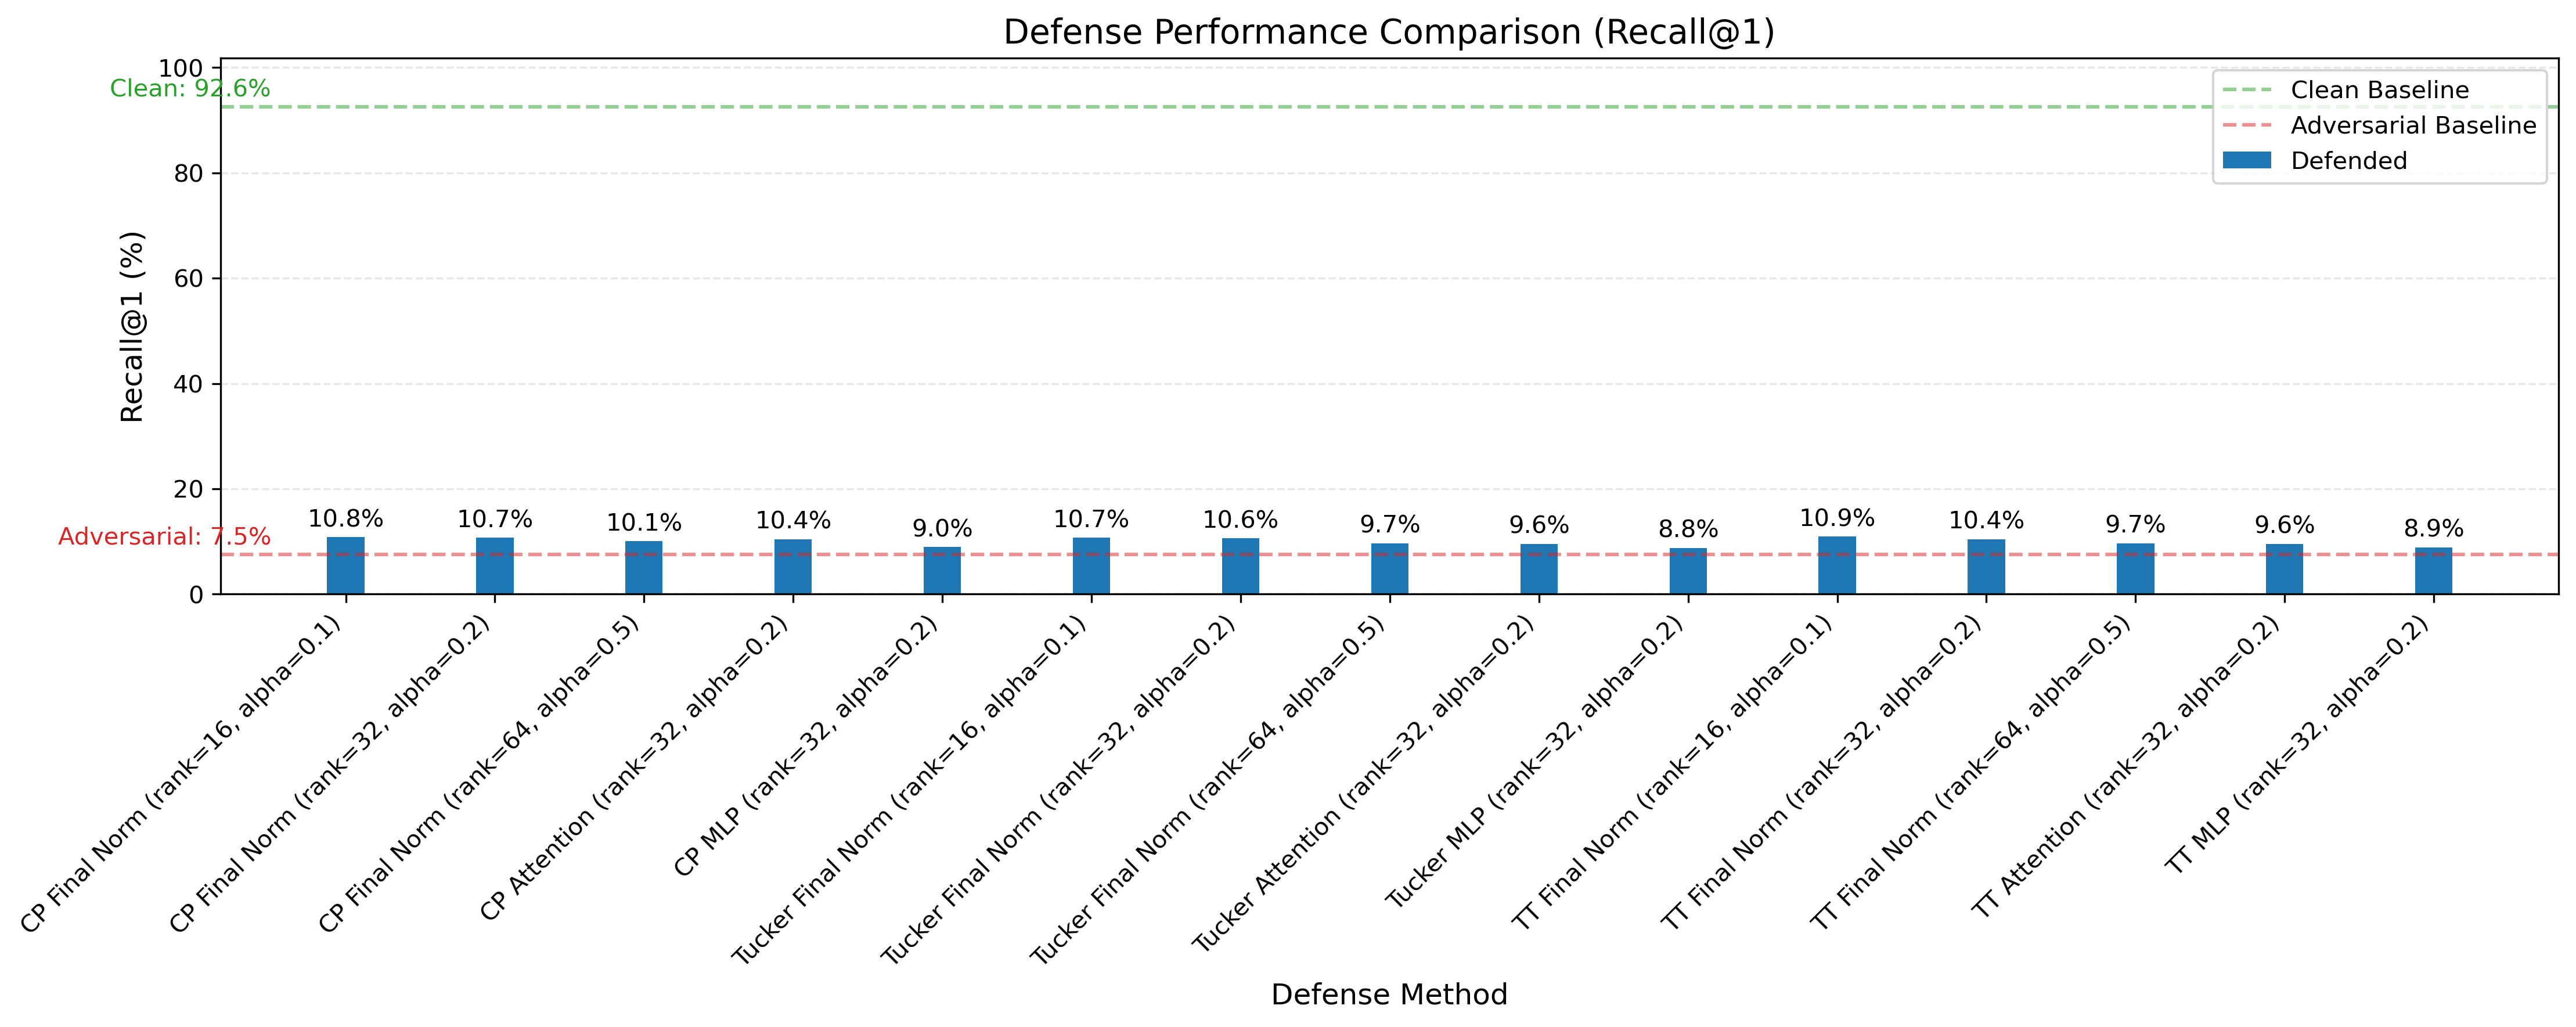 Defense Performance Comparison (Recall@1)
Clean: 92.6%
Adversarial: 7.5%
Recall@1 (%)
100
80
60
40
20
0
Clean Baseline
Adversarial Baseline
Defended
10.8%
10.7%
10.1%
10.4%
9.0%
10.7%
10.6%
9.7%
9.6%
8.8%
10.9%
10.4%
9.7%
9.6%
8.9%
CP Final Norm (rank=16, alpha=0.1)
CP Final Norm (rank=32, alpha=0.2)
CP Final Norm (rank=64, alpha=0.5)
CP Attention (rank=32, alpha=0.2)
CP MLP (rank=32, alpha=0.2)
Tucker Final Norm (rank=16, alpha=0.1)
Tucker Final Norm (rank=32, alpha=0.2)
Tucker Final Norm (rank=64, alpha=0.5)
Tucker Attention (rank=32, alpha=0.2)
Tucker MLP (rank=32, alpha=0.2)
TT Final Norm (rank=16, alpha=0.1)
TT Final Norm (rank=32, alpha=0.2)
TT Final Norm (rank=64, alpha=0.5)
TT Attention (rank=32, alpha=0.2)
TT MLP (rank=32, alpha=0.2)
Defense Method